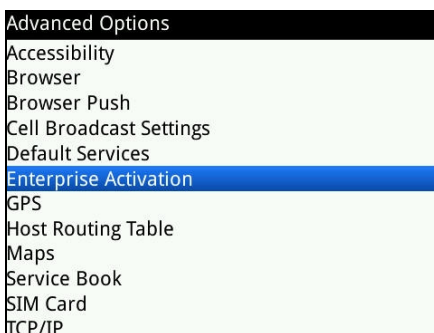 Advanced Options
Accessibility
Browser
Browser Push
Cell Broadcast Settings
Default Services
Enterprise Activation
GPS
Host Routing Table
Maps
Service Book
SIM Card
TCP/IP